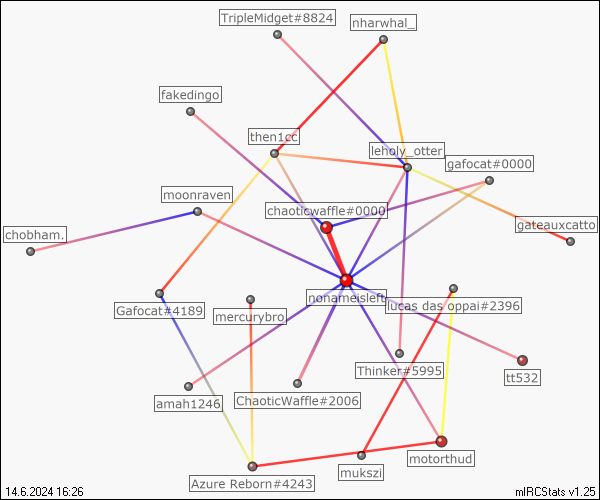 TripleMidget#8824
nharwhal_
fakedingo
then1cc
leholy_otter
gafocat#0000
moonraven
chaoticwaffle#0000
gateauxcatto
chobham.
nonameisleft
lucas das oppai#2396
Gafocat#4189
mercurybro
Thinker#5995
tt532
amah1246
ChaoticWaffle#2006
motorthud
mukszi
Azure Reborn#4243
14.6.2024 16:26
mIRCStats v1.25